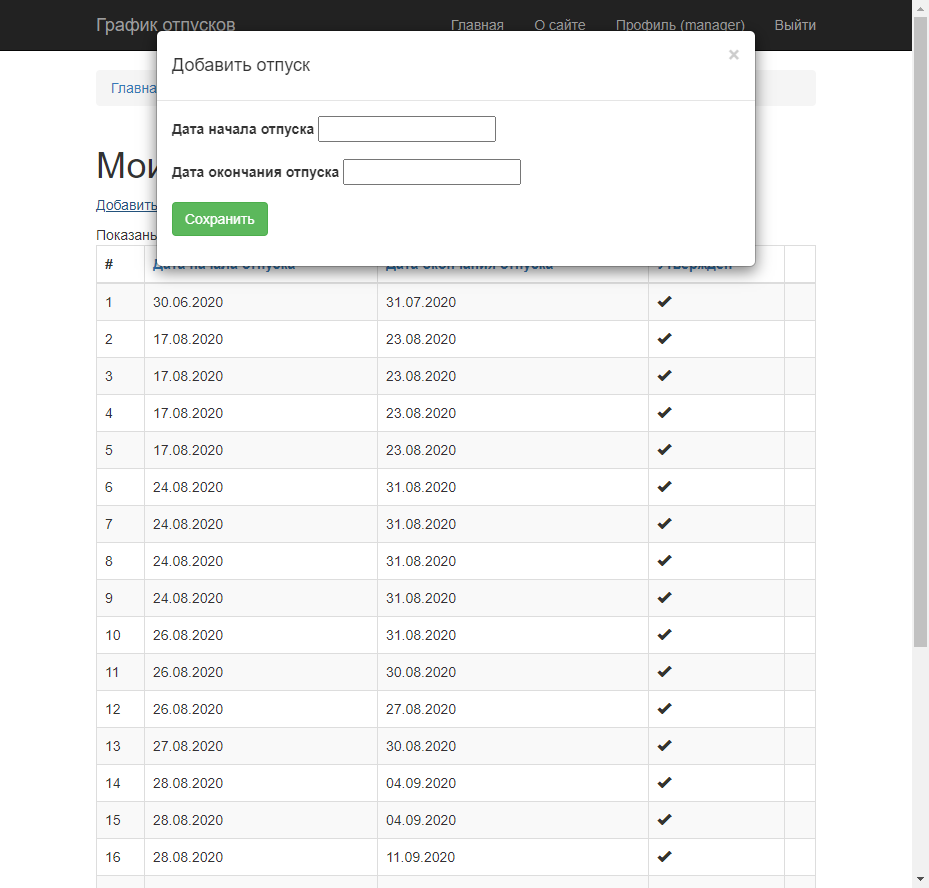 График отпусков Главная О сайте Профиль (manager) Выйти
Добавить отпуск ×
Главна
Дата начала отпуска
Мои
Дата окончания отпуска
Добавить
Сохранить
Показаны
# Дата начала отпуска Дата окончания отпуска Утвержден
1 30.06.2020 31.07.2020 ✔
2 17.08.2020 23.08.2020 ✔
3 17.08.2020 23.08.2020 ✔
4 17.08.2020 23.08.2020 ✔
5 17.08.2020 23.08.2020 ✔
6 24.08.2020 31.08.2020 ✔
7 24.08.2020 31.08.2020 ✔
8 24.08.2020 31.08.2020 ✔
9 24.08.2020 31.08.2020 ✔
10 26.08.2020 31.08.2020 ✔
11 26.08.2020 30.08.2020 ✔
12 26.08.2020 27.08.2020 ✔
13 27.08.2020 30.08.2020 ✔
14 28.08.2020 04.09.2020 ✔
15 28.08.2020 04.09.2020 ✔
16 28.08.2020 11.09.2020 ✔